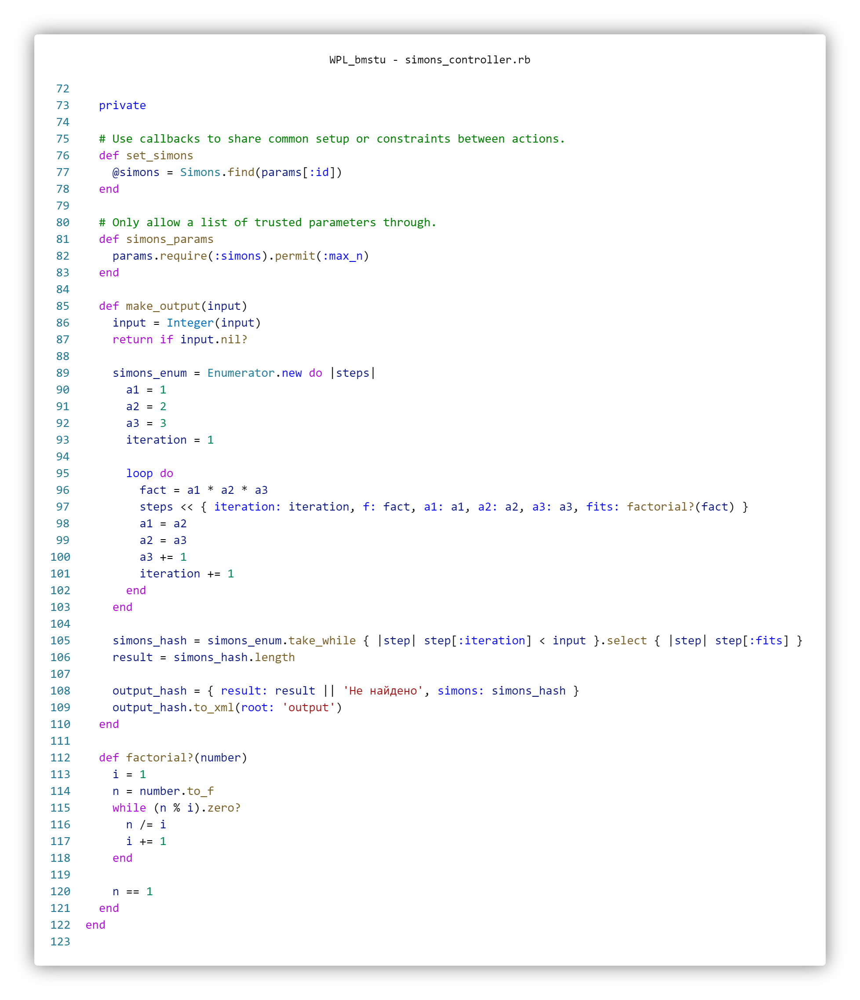 WPL_bmstu - simons_controller.rb
72
73   private
74
75   # Use callbacks to share common setup or constraints between actions.
76   def set_simons
77     @simons = Simons.find(params[:id])
78   end
79
80   # Only allow a list of trusted parameters through.
81   def simons_params
82     params.require(:simons).permit(:max_n)
83   end
84
85   def make_output(input)
86     input = Integer(input)
87     return if input.nil?
88
89     simons_enum = Enumerator.new do |steps|
90       a1 = 1
91       a2 = 2
92       a3 = 3
93       iteration = 1
94
95       loop do
96         fact = a1 * a2 * a3
97         steps << { iteration: iteration, f: fact, a1: a1, a2: a2, a3: a3, fits: factorial?(fact) }
98         a1 = a2
99         a2 = a3
100         a3 += 1
101         iteration += 1
102       end
103     end
104
105     simons_hash = simons_enum.take_while { |step| step[:iteration] < input }.select { |step| step[:fits] }
106     result = simons_hash.length
107
108     output_hash = { result: result || 'Не найдено', simons: simons_hash }
109     output_hash.to_xml(root: 'output')
110   end
111
112   def factorial?(number)
113     i = 1
114     n = number.to_f
115     while (n % i).zero?
116       n /= i
117       i += 1
118     end
119
120     n == 1
121   end
122 end
123